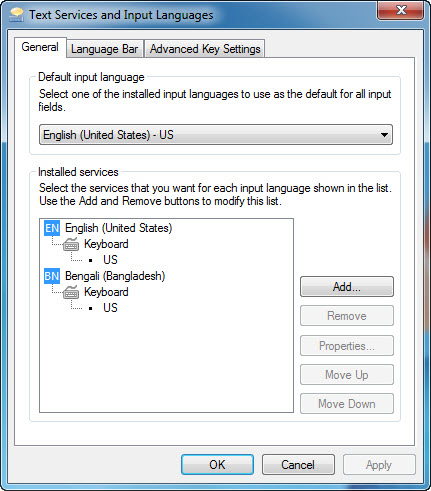 Text Services and Input Languages
General
Language Bar
Advanced Key Settings
Default input language
Select one of the installed input languages to use as the default for all input
fields.
English (United States) - US
Installed services
Select the services that you want for each input language shown in the list.
Use the Add and Remove buttons to modify this list.
EN English (United States)
Keyboard
US
BN Bengali (Bangladesh)
Keyboard
US
Add...
Remove
Properties...
Move Up
Move Down
OK
Cancel
Apply